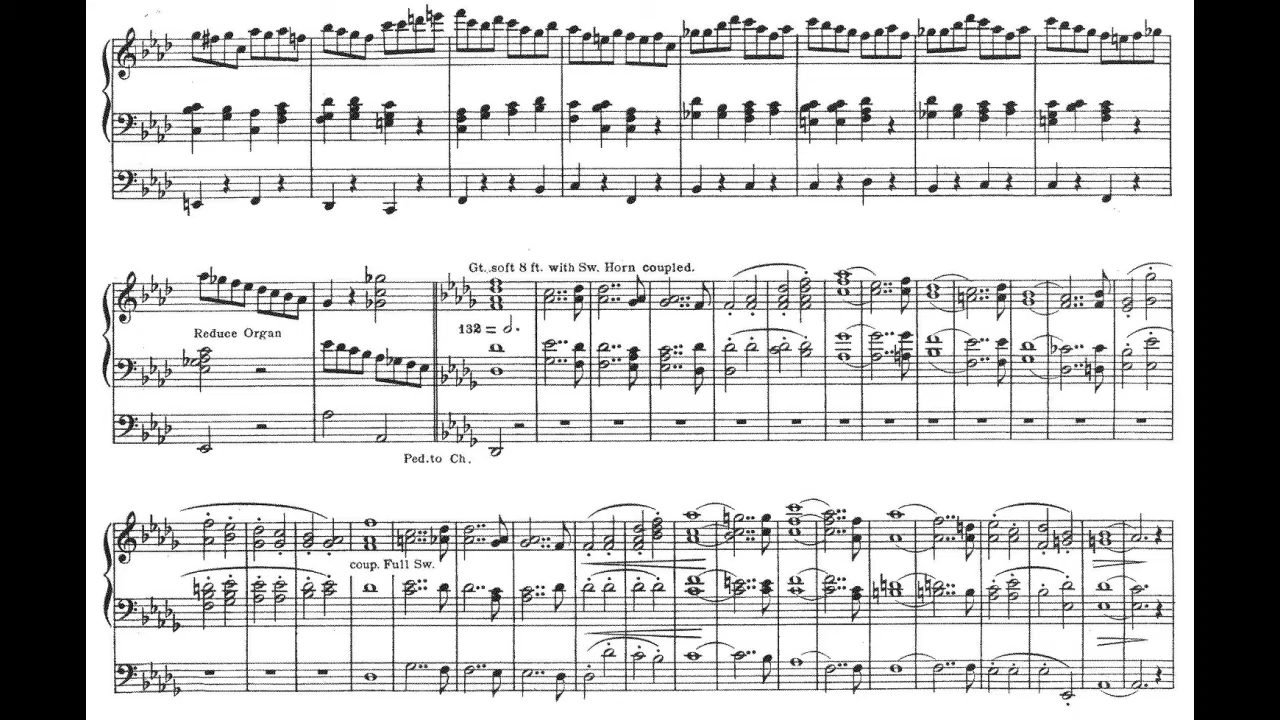 Gt. soft 8 ft. with Sw. Horn coupled.
Reduce Organ
132 = 𝅗𝅥.
Ped. to Ch.
coup. Full Sw.